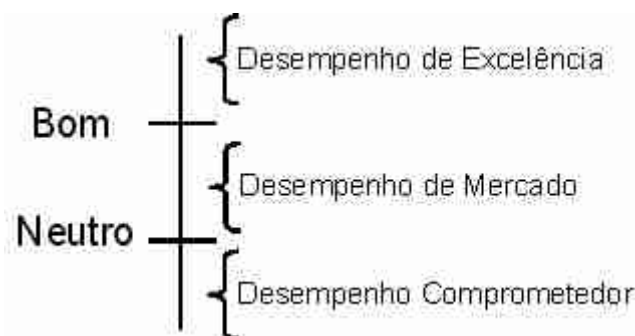 Desempenho de Excelência
Bom
Desempenho de Mercado
Neutro
Desempenho Comprometedor